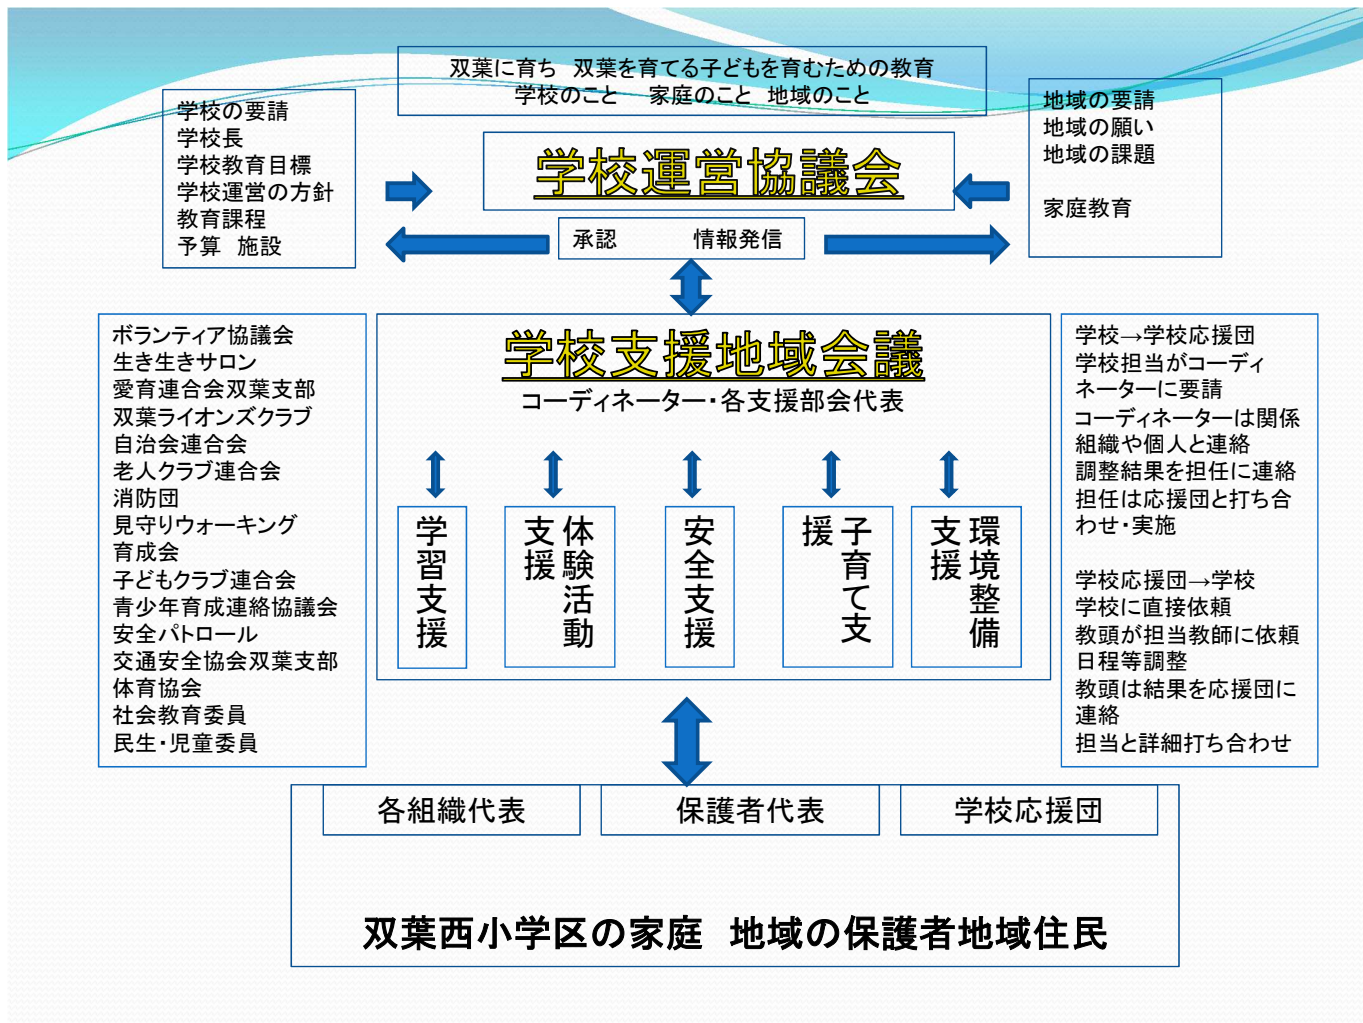 双葉に育ち　双葉を育てる子どもを育むための教育
学校のこと　家庭のこと　地域のこと
学校の要請
学校長
学校教育目標
学校運営の方針
教育課程
予算　施設
学校運営協議会
地域の要請
地域の願い
地域の課題
家庭教育
承認　情報発信
ボランティア協議会
生き生きサロン
愛育連合会双葉支部
双葉ライオンズクラブ
自治会連合会
老人クラブ連合会
消防団
見守りウォーキング
育成会
子どもクラブ連合会
青少年育成連絡協議会
安全パトロール
交通安全協会双葉支部
体育協会
社会教育委員
民生・児童委員
学校支援地域会議
コーディネーター・各支援部会代表
学習支援
体験活動
支援
安全支援
子育て支
援
環境整備
支援
学校→学校応援団
学校担当がコーディ
ネーターに要請
コーディネーターは関係
組織や個人と連絡
調整結果を担任に連絡
担任は応援団と打ち合
わせ・実施
学校応援団→学校
学校に直接依頼
教頭が担当教師に依頼
日程等調整
教頭は結果を応援団に
連絡
担当と詳細打ち合わせ
各組織代表
保護者代表
学校応援団
双葉西小学区の家庭　地域の保護者地域住民